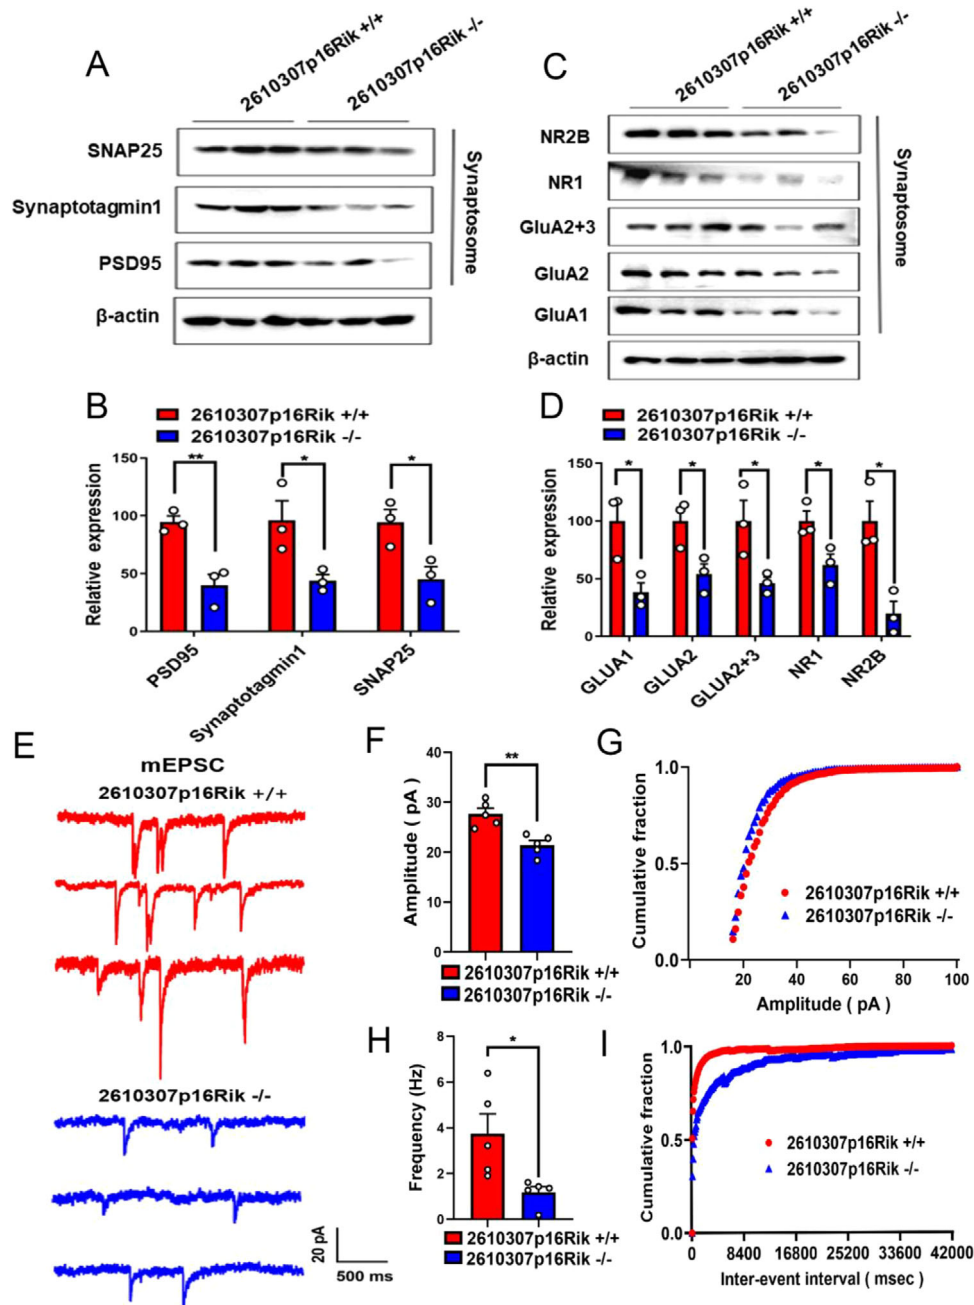 A
2610307p16Rik +/+
2610307p16Rik -/-
SNAP25
Synaptotagmin1
PSD95
β-actin
Synaptosome
C
2610307p16Rik +/+
2610307p16Rik -/-
NR2B
NR1
GluA2+3
GluA2
GluA1
β-actin
Synaptosome
B
2610307p16Rik +/+
2610307p16Rik -/-
Relative expression
150
100
50
0
**
*
*
PSD95
Synaptotagmin1
SNAP25
D
2610307p16Rik +/+
2610307p16Rik -/-
Relative expression
150
100
50
0
*
*
*
*
*
GLUA1
GLUA2
GLUA2+3
NR1
NR2B
E
mEPSC
2610307p16Rik +/+
2610307p16Rik -/-
20 pA
500 ms
F
Amplitude ( pA )
40
30
20
10
0
**
2610307p16Rik +/+
2610307p16Rik -/-
G
Cumulative fraction
1.0
0.5
0.0
2610307p16Rik +/+
2610307p16Rik -/-
20 40 60 80 100
Amplitude ( pA )
H
Frequency (Hz)
8
6
4
2
0
*
2610307p16Rik +/+
2610307p16Rik -/-
I
Cumulative fraction
1.0
0.5
0.0
2610307p16Rik +/+
2610307p16Rik -/-
0 8400 16800 25200 33600 42000
Inter-event interval ( msec)